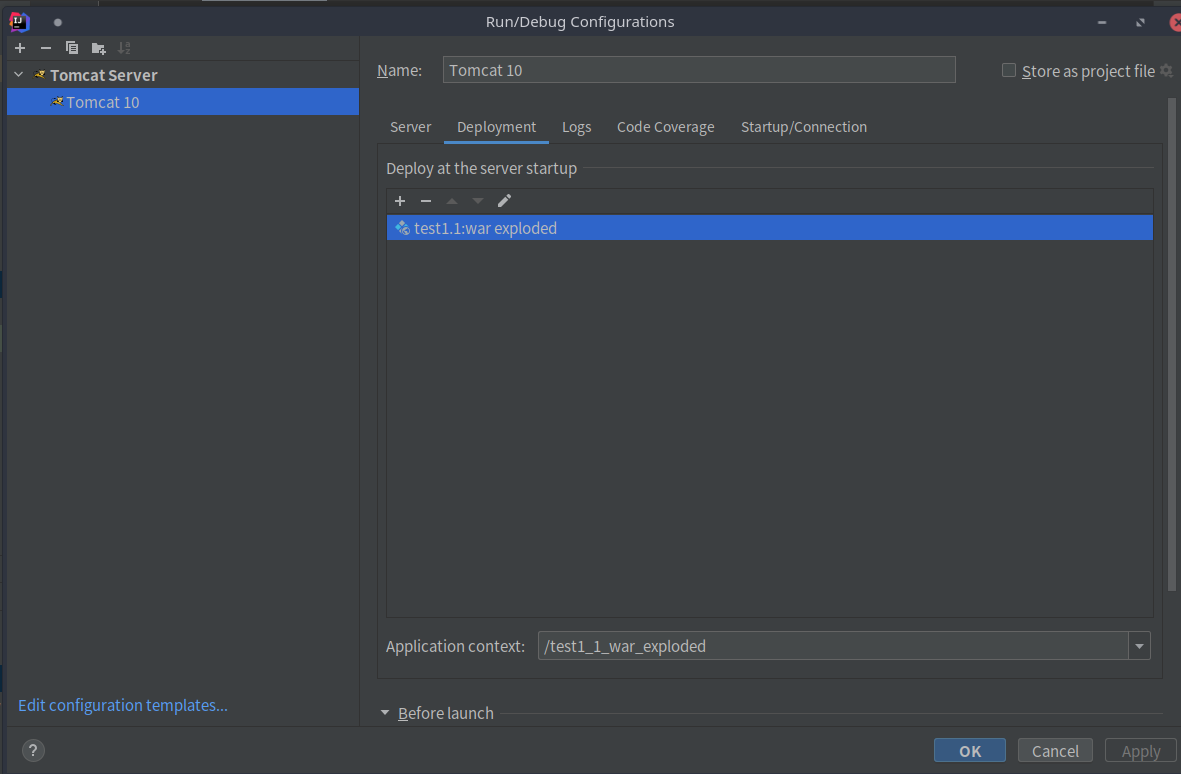 Run/Debug Configurations
Tomcat Server
Tomcat 10
Name: Tomcat 10 Store as project file
Server Deployment Logs Code Coverage Startup/Connection
Deploy at the server startup
test1.1:war exploded
Application context: /test1_1_war_exploded
Edit configuration templates...
Before launch
? OK Cancel Apply